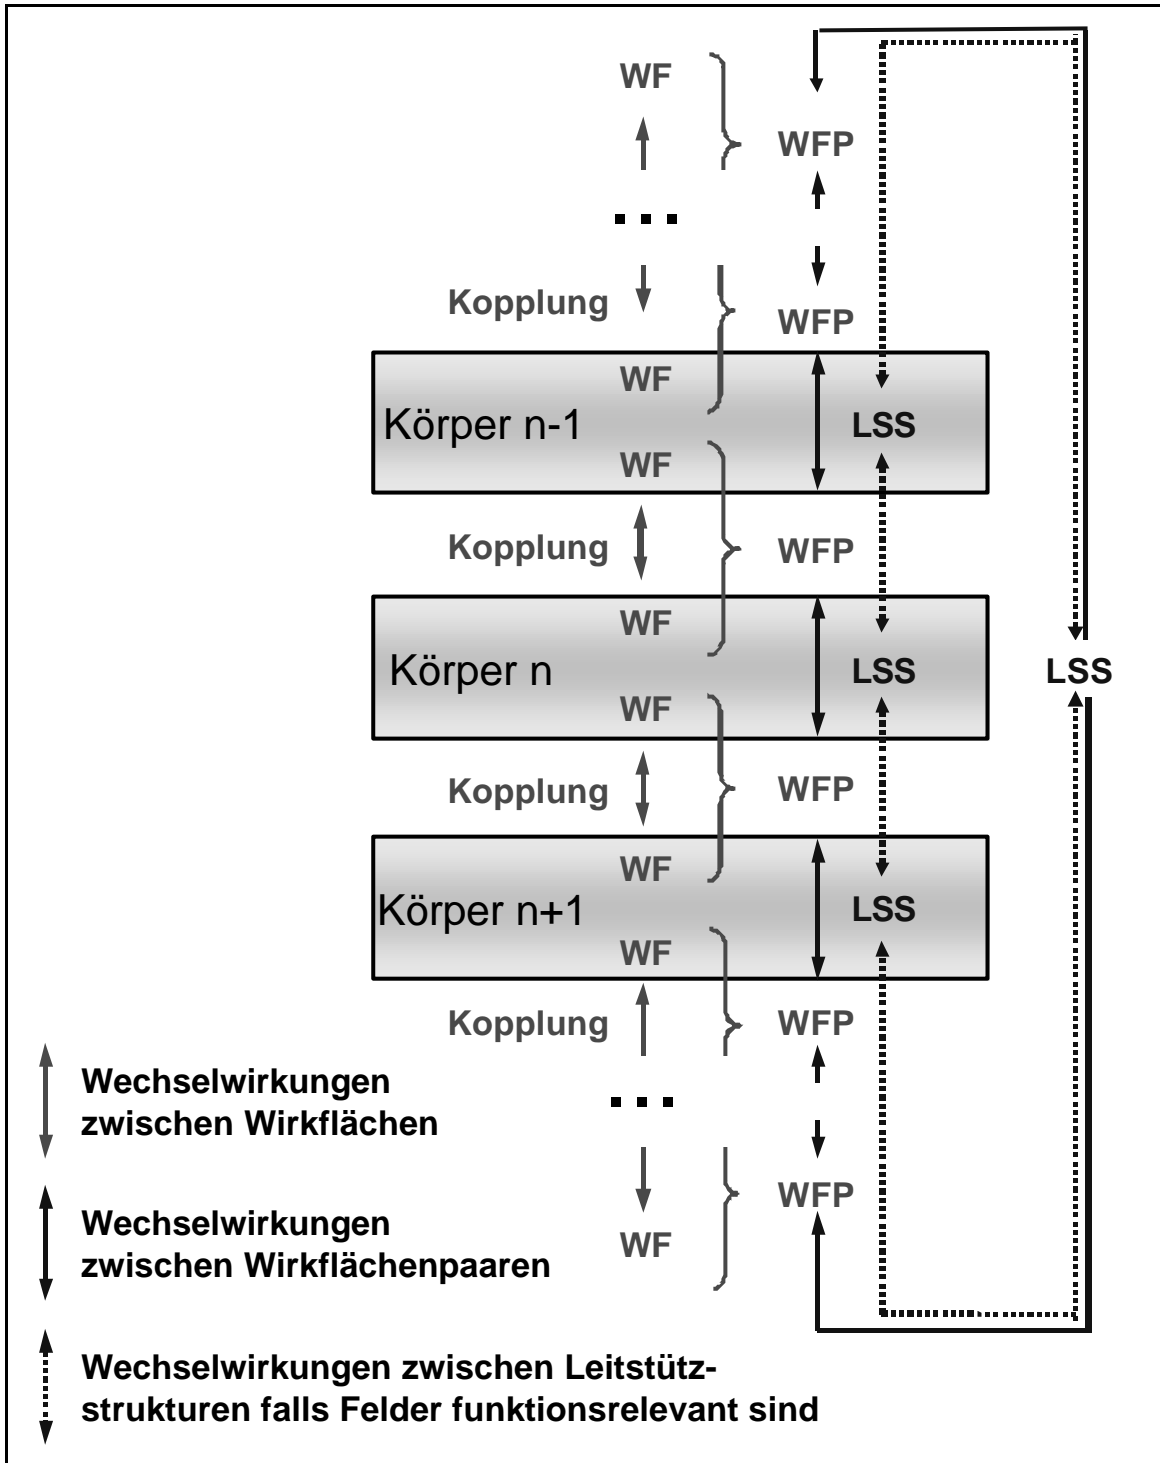 WF
WFP
...
Kopplung
WFP
WF
Körper n-1
LSS
WF
Kopplung
WFP
WF
Körper n
LSS
LSS
WF
Kopplung
WFP
WF
Körper n+1
LSS
WF
Kopplung
WFP
...
WFP
WF
Wechselwirkungen
zwischen Wirkflächen
Wechselwirkungen
zwischen Wirkflächenpaaren
Wechselwirkungen zwischen Leitstütz-
strukturen falls Felder funktionsrelevant sind